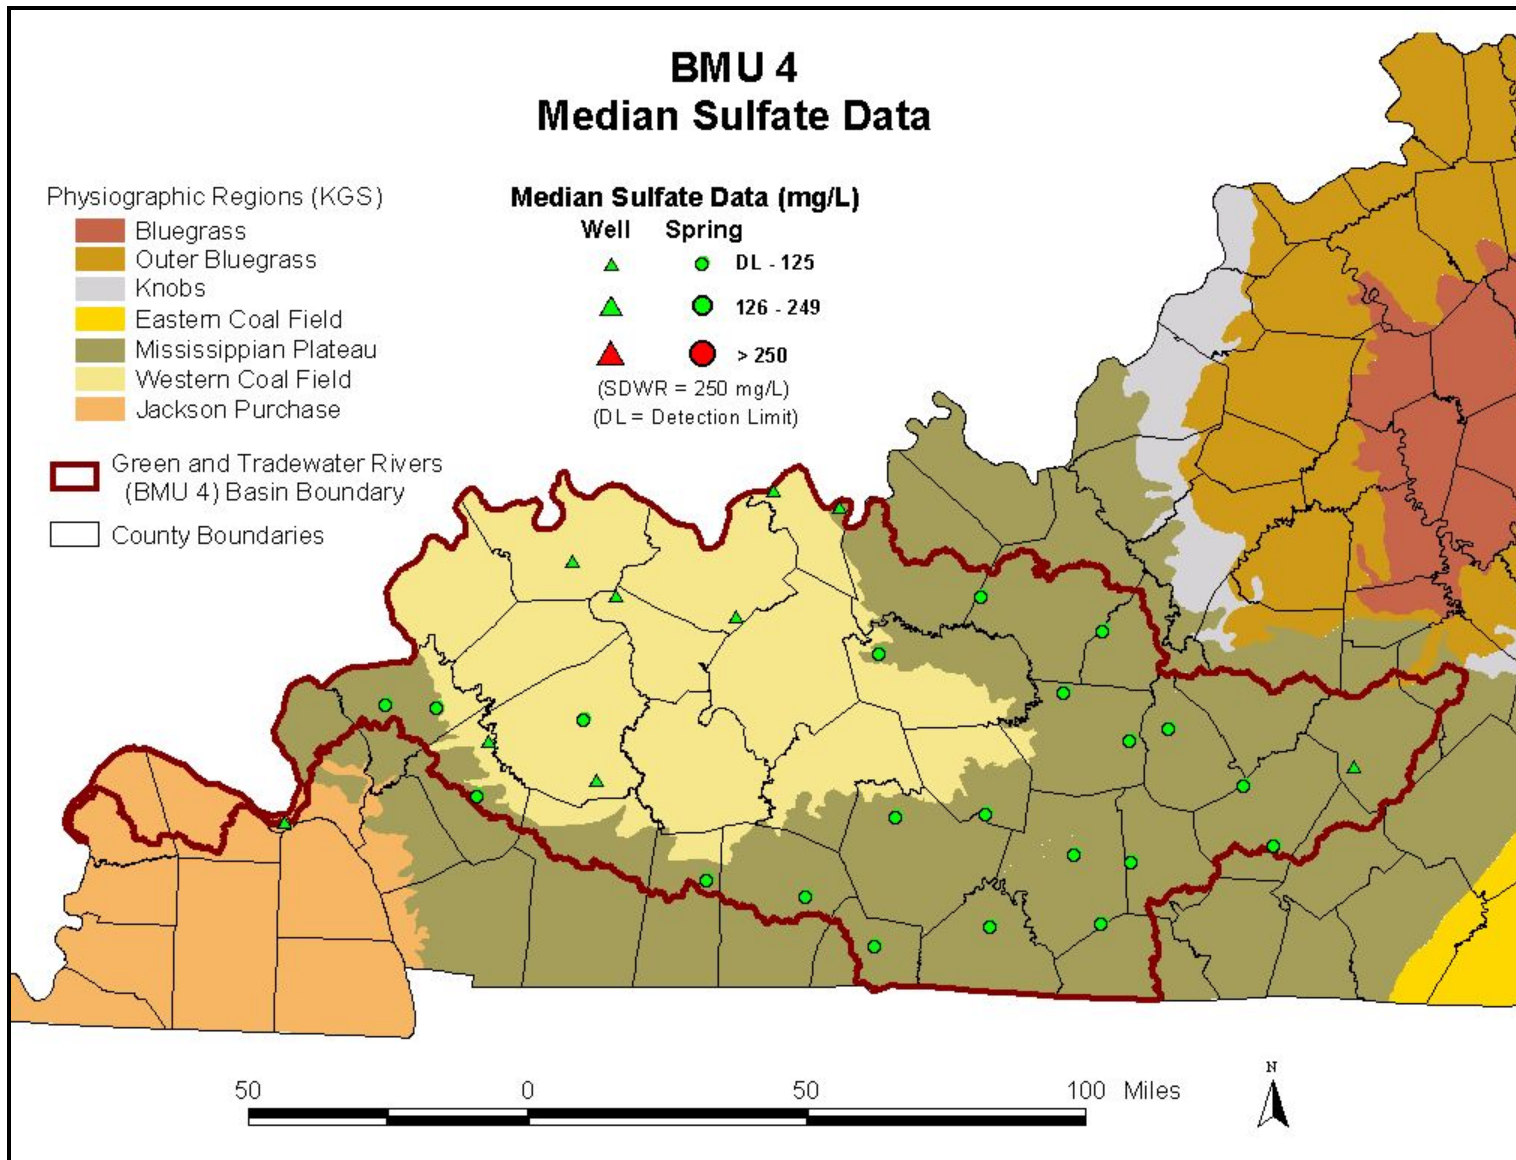 BMU 4
Median Sulfate Data
Physiographic Regions (KGS)
Bluegrass
Outer Bluegrass
Knobs
Eastern Coal Field
Mississippian Plateau
Western Coal Field
Jackson Purchase
Green and Tradewater Rivers
(BMU 4) Basin Boundary
County Boundaries
Median Sulfate Data (mg/L)
Well Spring
DL - 125
126 - 249
> 250
(SDWR = 250 mg/L)
(DL = Detection Limit)
50 0 50 100 Miles
N